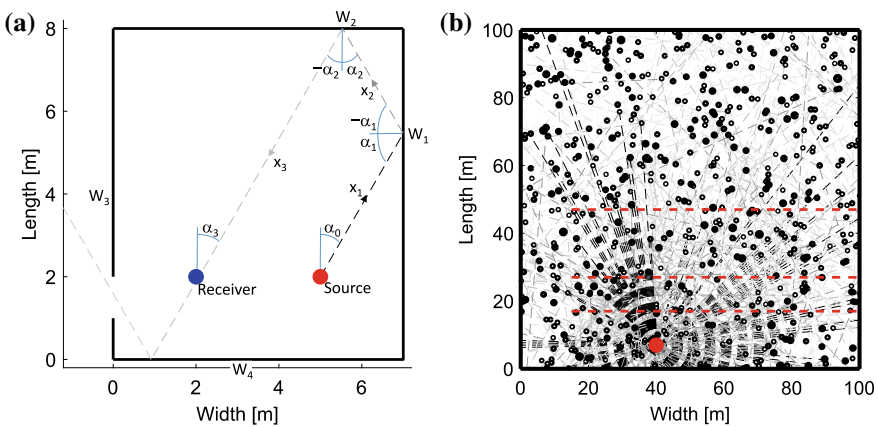 (a)
W₂
8
-α₂ α₂
x₂
6
-α₁
W₁
α₁
x₃
Length [m]
4
W₃
x₁
α₃
α₀
2
Receiver
Source
0
0
2
4
6
W₄
Width [m]
(b)
100
80
60
Length [m]
40
20
0
0
20
40
60
80
100
Width [m]